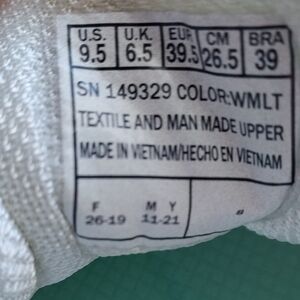 U.S. U.K. EUR CM BRA
9.5 6.5 39.5 26.5 39
SN 149329 COLOR:WMLT
TEXTILE AND MAN MADE UPPER
MADE IN VIETNAM/HECHO EN VIETNAM
F M Y
26-19 11-21